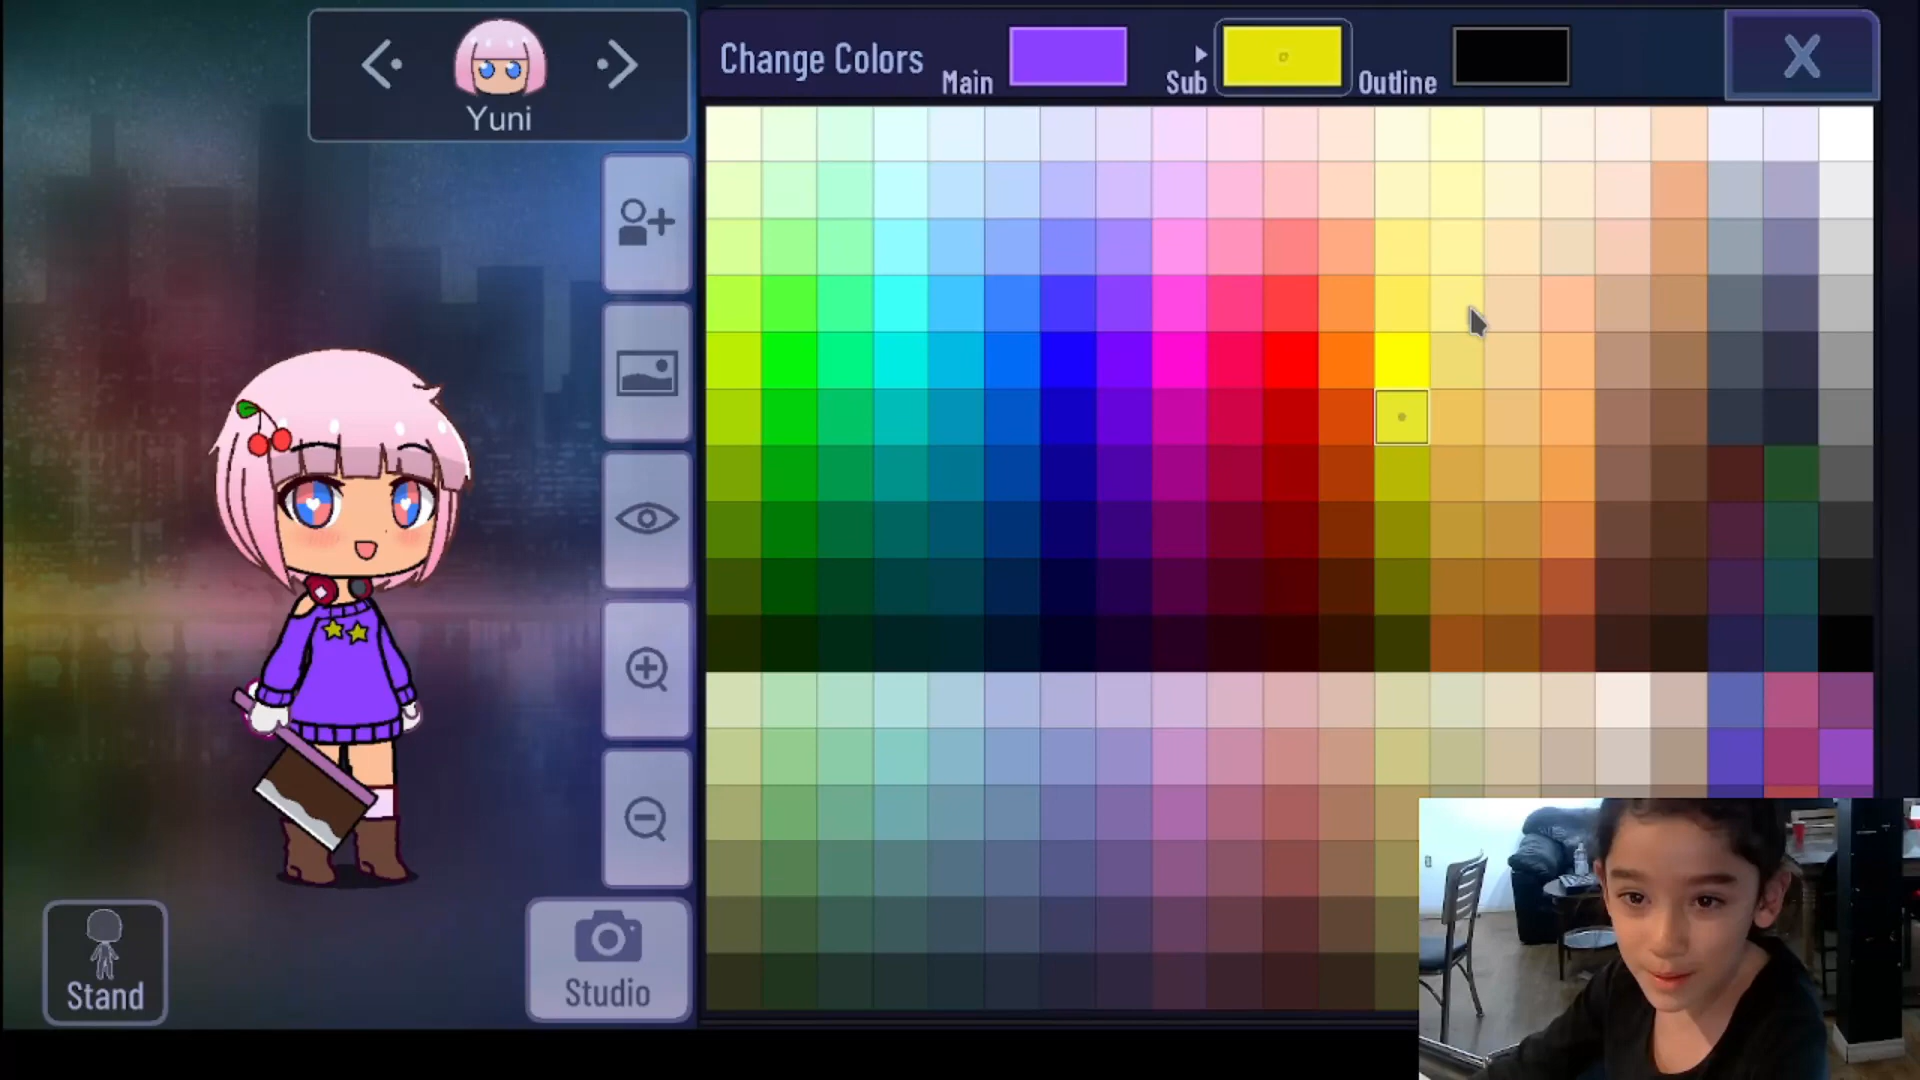 Yuni
Change Colors
Main
Sub
Outline
X
Stand
Studio